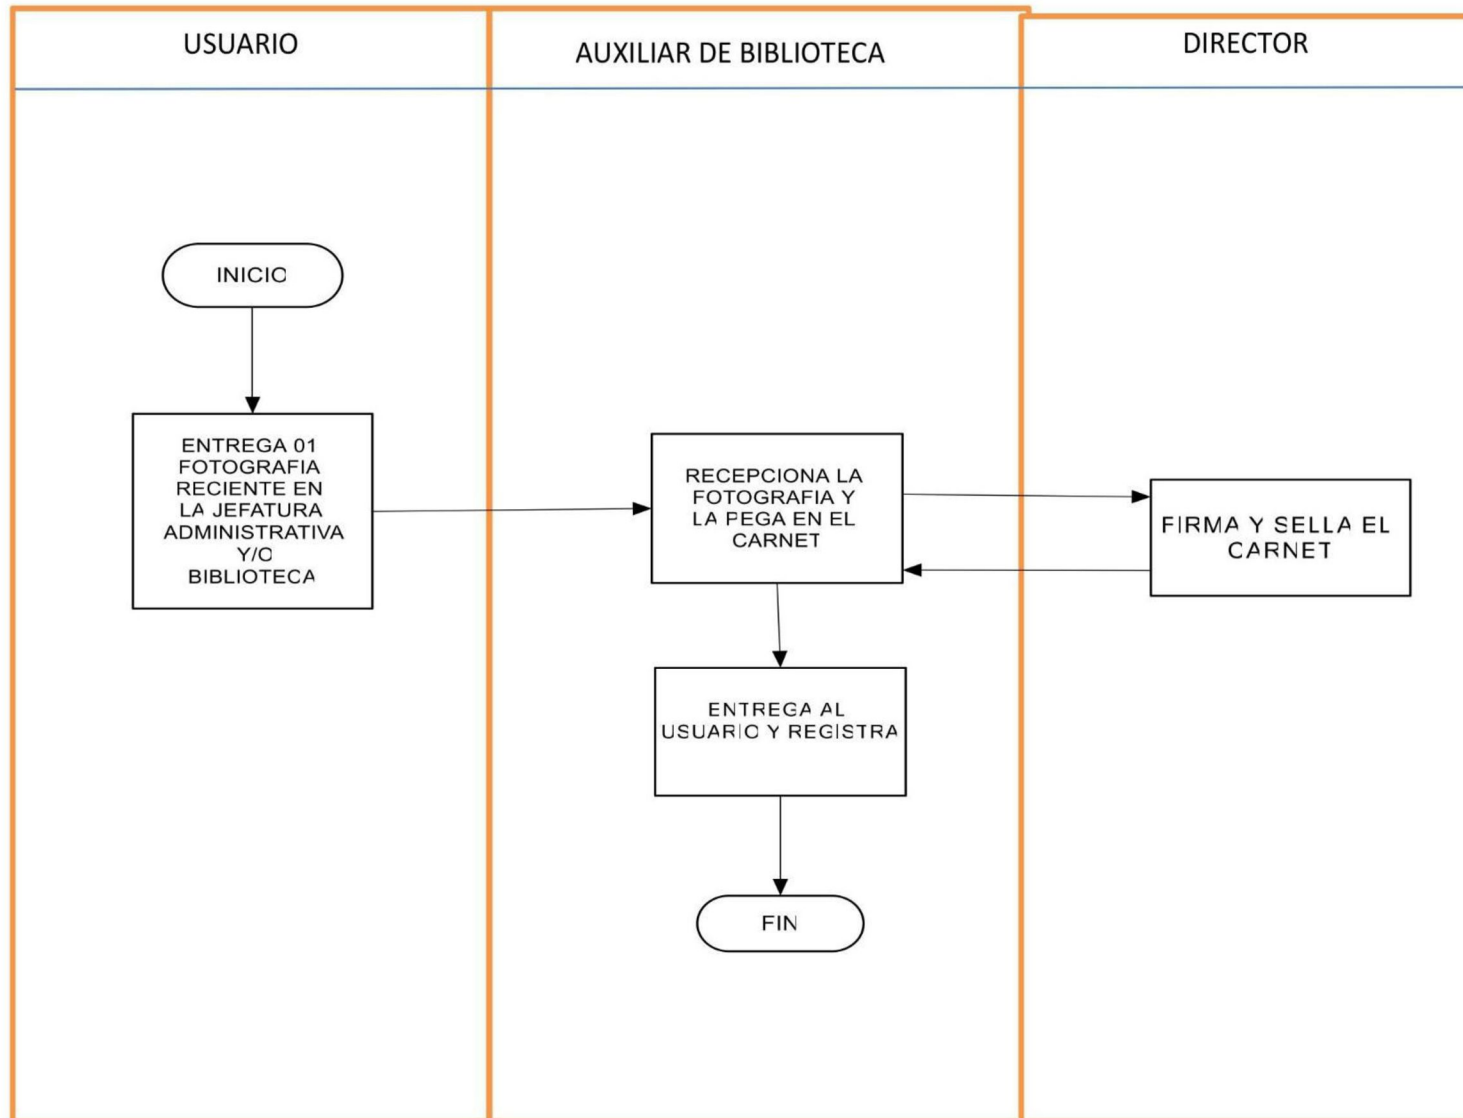 USUARIO
AUXILIAR DE BIBLIOTECA
DIRECTOR
INICIO
ENTREGA 01
FOTOGRAFIA
RECIENTE EN
LA JEFATURA
ADMINISTRATIVA
Y/O
BIBLIOTECA
RECEPCIONA LA
FOTOGRAFIA Y
LA PEGA EN EL
CARNET
FIRMA Y SELLA EL
CARNET
ENTREGA AL
USUARIO Y REGISTRA
FIN